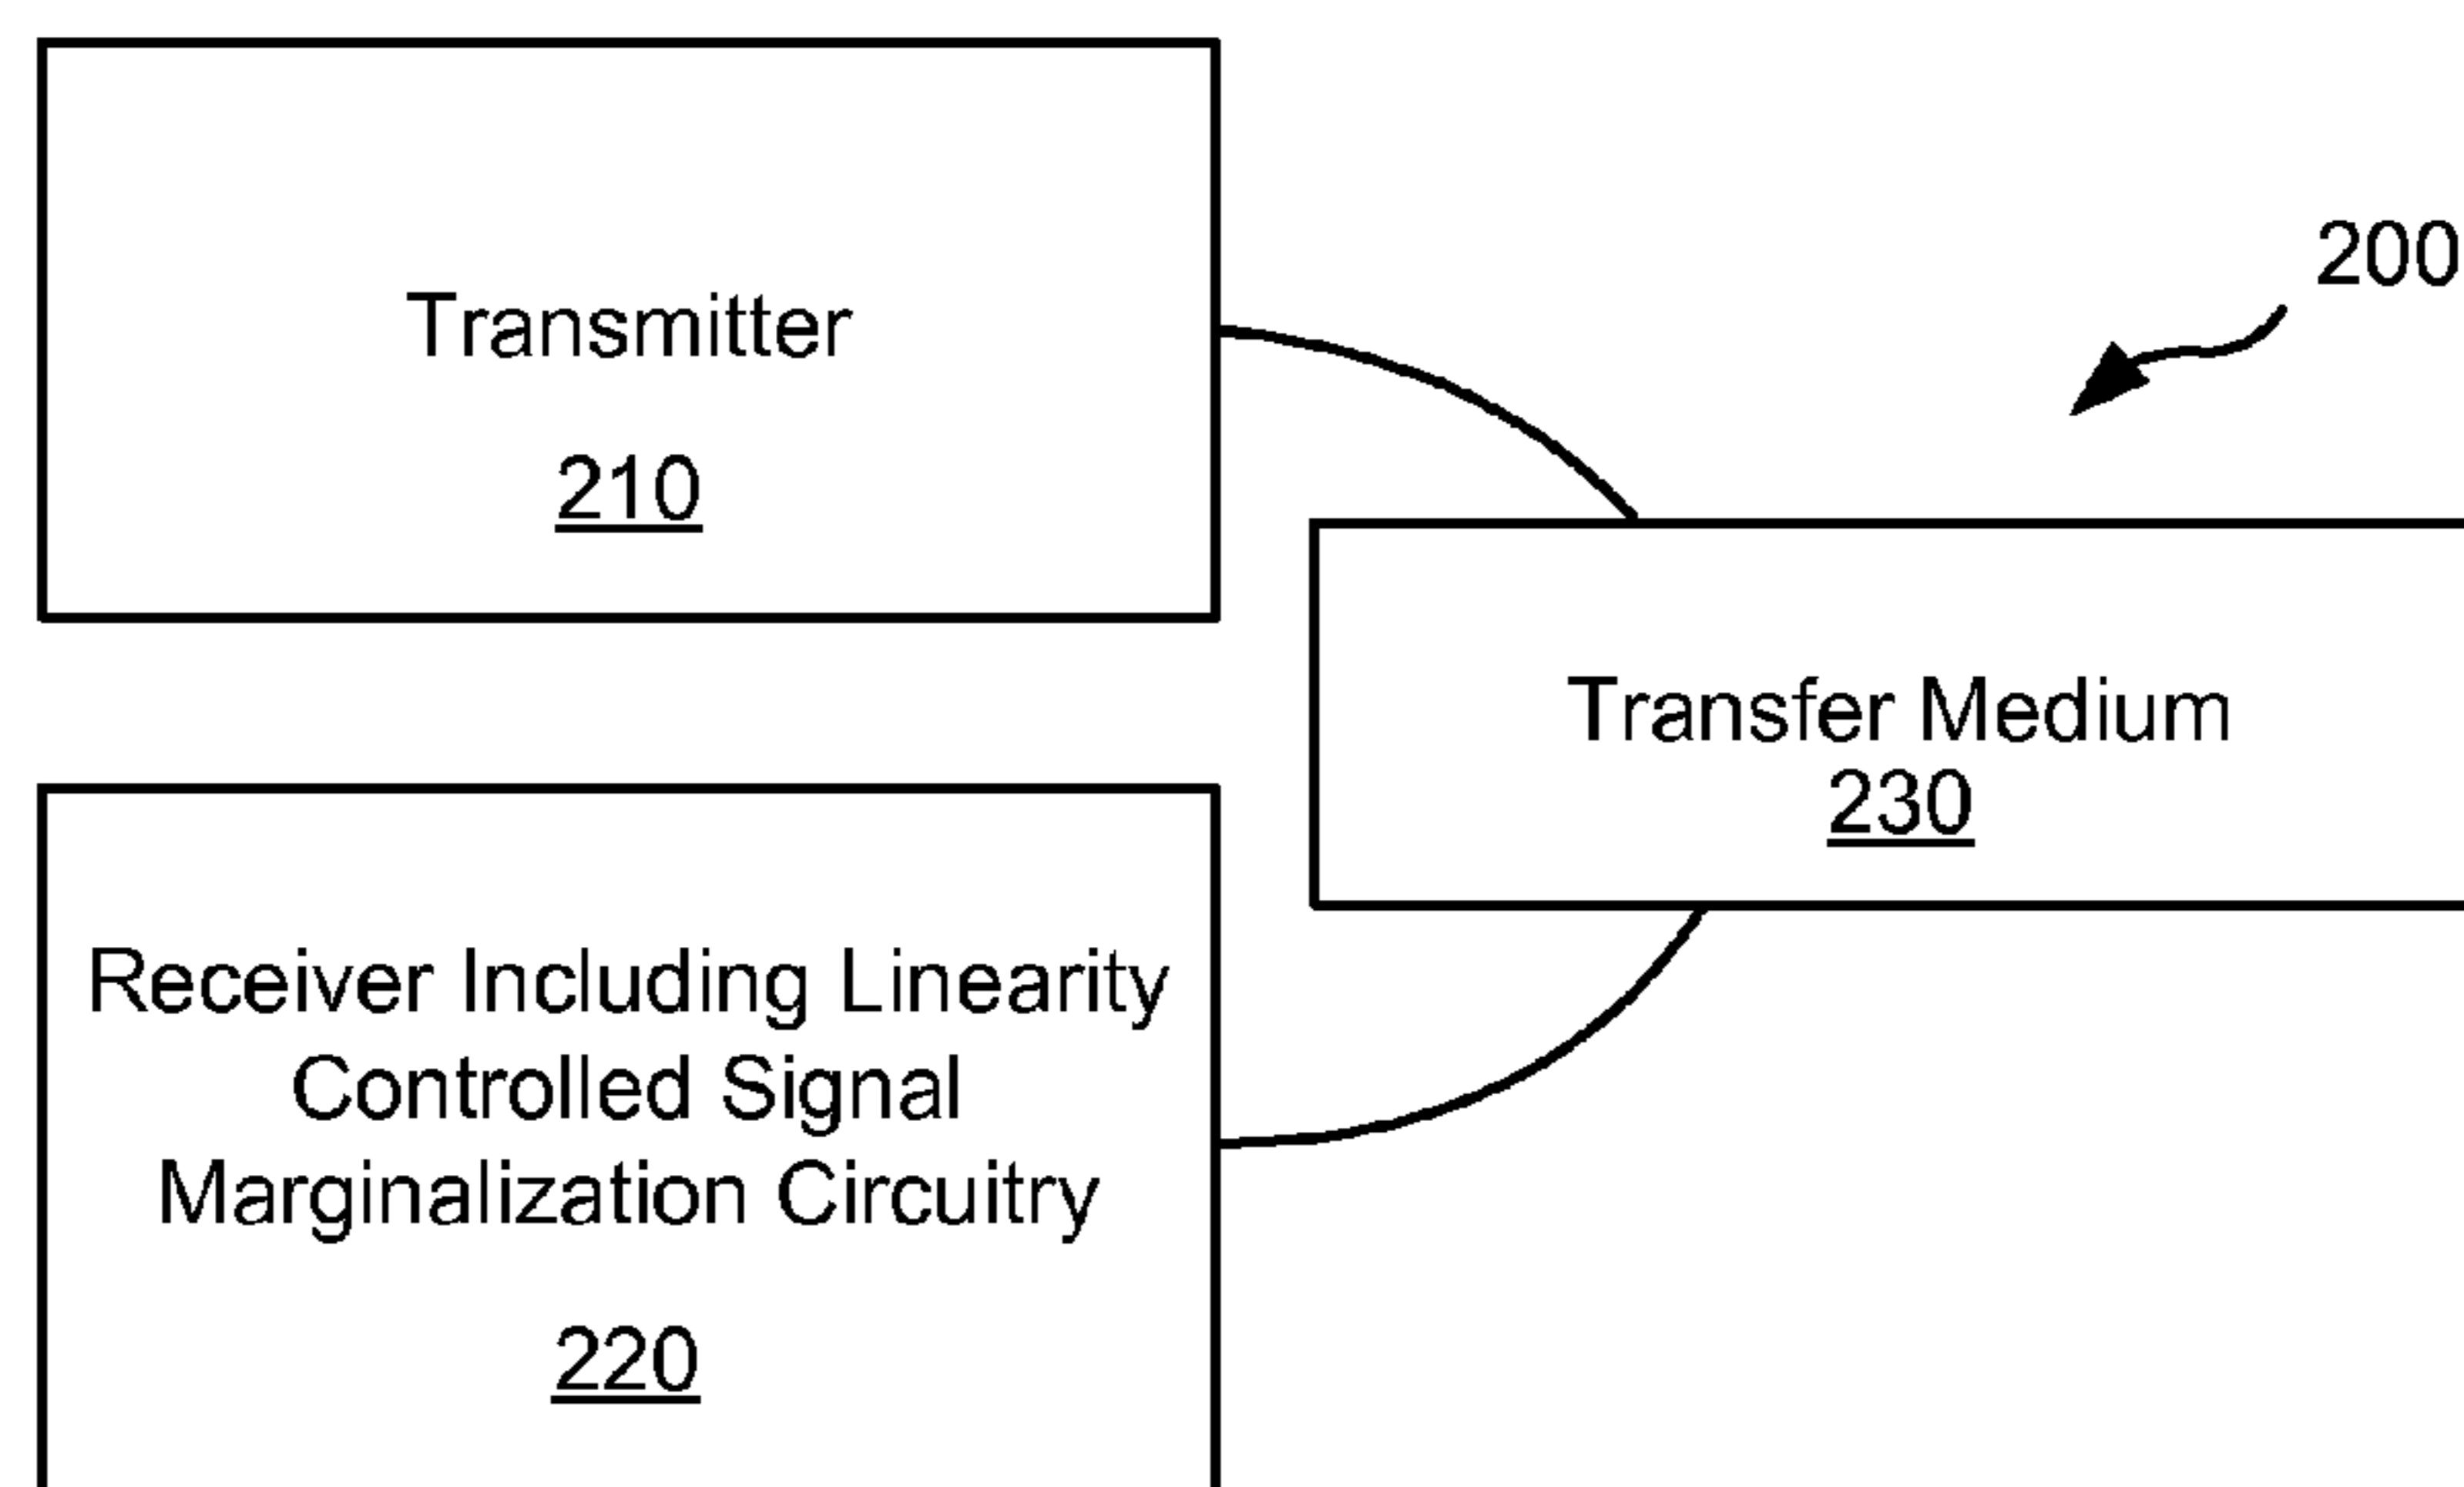 Transmitter
210
200
Transfer Medium
230
Receiver Including Linearity
Controlled Signal
Marginalization Circuitry
220